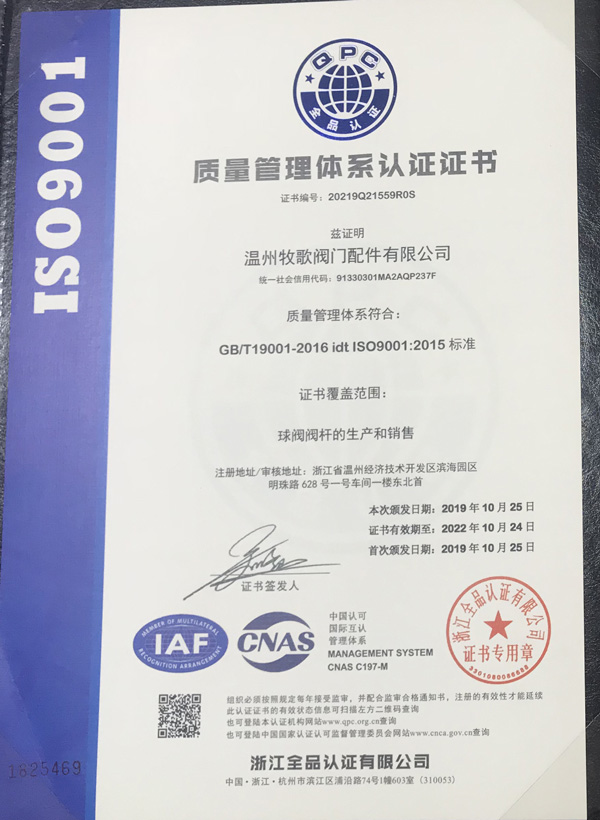 ISO9001
QPC
全品认证
质量管理体系认证证书
证书编号：20219Q21559R0S
兹证明
温州牧歌阀门配件有限公司
统一社会信用代码：91330301MA2AQP237F
质量管理体系符合：
GB/T19001-2016 idt ISO9001:2015 标准
证书覆盖范围：
球阀阀杆的生产和销售
注册地址/审核地址：浙江省温州经济技术开发区滨海园区
明珠路 628 号一号车间一楼东北首
本次颁发日期：2019 年 10 月 25 日
证书有效期至：2022 年 10 月 24 日
首次颁发日期：2019 年 10 月 25 日
证书签发人
MEMBER OF MULTILATERAL
IAF
RECOGNITION ARRANGEMENT
CNAS
中国认可
国际互认
管理体系
MANAGEMENT SYSTEM
CNAS C197-M
浙江全品认证有限公司
证书专用章
组织必须按照规定每年接受监审，并配合监审合格通知书，注册的有效性才能延续
此认证证书的有效状态信息可扫描左方二维码查询
也可登陆本认证机构网站www.qpc.org.cn查询
也可登陆中国国家认证认可监督管理委员会网站www.cnca.gov.cn查询
1825469
浙江全品认证有限公司
中国·浙江·杭州市滨江区浦沿路74号1幢603室 (310053)